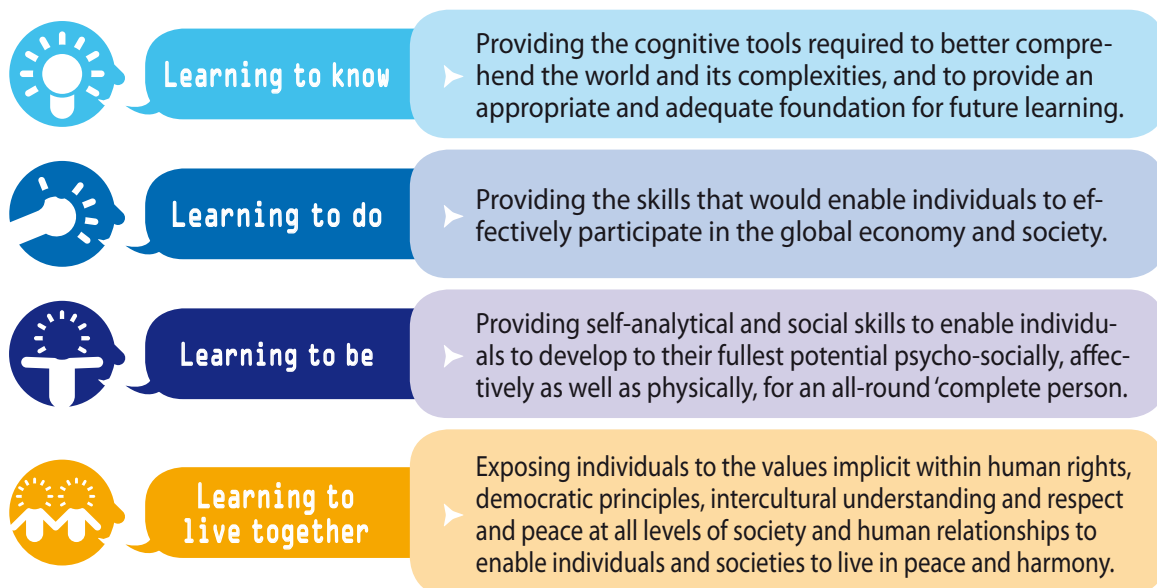 Learning to know
Providing the cognitive tools required to better compre-
hend the world and its complexities, and to provide an
appropriate and adequate foundation for future learning.
Learning to do
Providing the skills that would enable individuals to ef-
fectively participate in the global economy and society.
Learning to be
Providing self-analytical and social skills to enable individu-
als to develop to their fullest potential psycho-socially, affec-
tively as well as physically, for an all-round ‘complete person.
Learning to
live together
Exposing individuals to the values implicit within human rights,
democratic principles, intercultural understanding and respect
and peace at all levels of society and human relationships to
enable individuals and societies to live in peace and harmony.